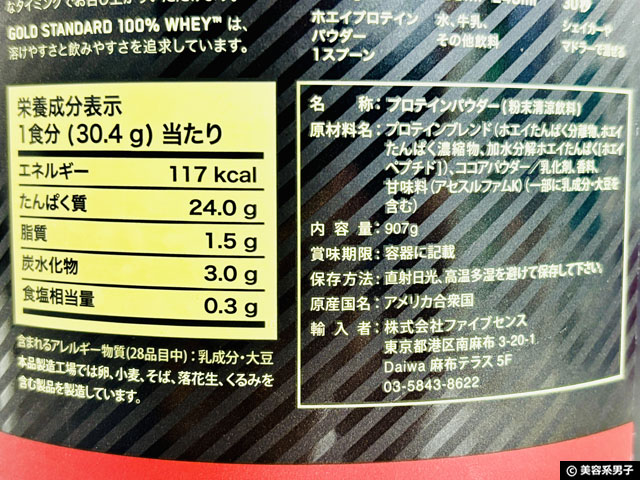 GOLD STANDARD 100% WHEY™ は、
溶けやすさと飲みやすさを追求しています。
ホエイプロテイン
パウダー
1スプーン
水、牛乳、
その他飲料
30秒
シェイカーや
マドラーで混ぜる
栄養成分表示
1食分 (30.4 g) 当たり
エネルギー 117 kcal
たんぱく質 24.0 g
脂質 1.5 g
炭水化物 3.0 g
食塩相当量 0.3 g
含まれるアレルギー物質(28品目中) : 乳成分・大豆
本品製造工場では卵、小麦、そば、落花生、くるみを
含む製品を製造しています。
名 称: プロテインパウダー (粉末清涼飲料)
原材料名: プロテインブレンド (ホエイたんぱく分離物、ホエイ
たんぱく濃縮物、加水分解ホエイたんぱく[ホエイ
ペプチド])、ココアパウダー/乳化剤、香料、
甘味料 (アセスルファムK) (一部に乳成分・大豆を
含む)
内 容 量: 907g
賞味期限: 容器に記載
保存方法: 直射日光、高温多湿を避けて保存して下さい。
原産国名: アメリカ合衆国
輸 入 者: 株式会社ファイブセンス
東京都港区南麻布 3-20-1
Daiwa 麻布テラス 5F
03-5843-8622
© 美容系男子